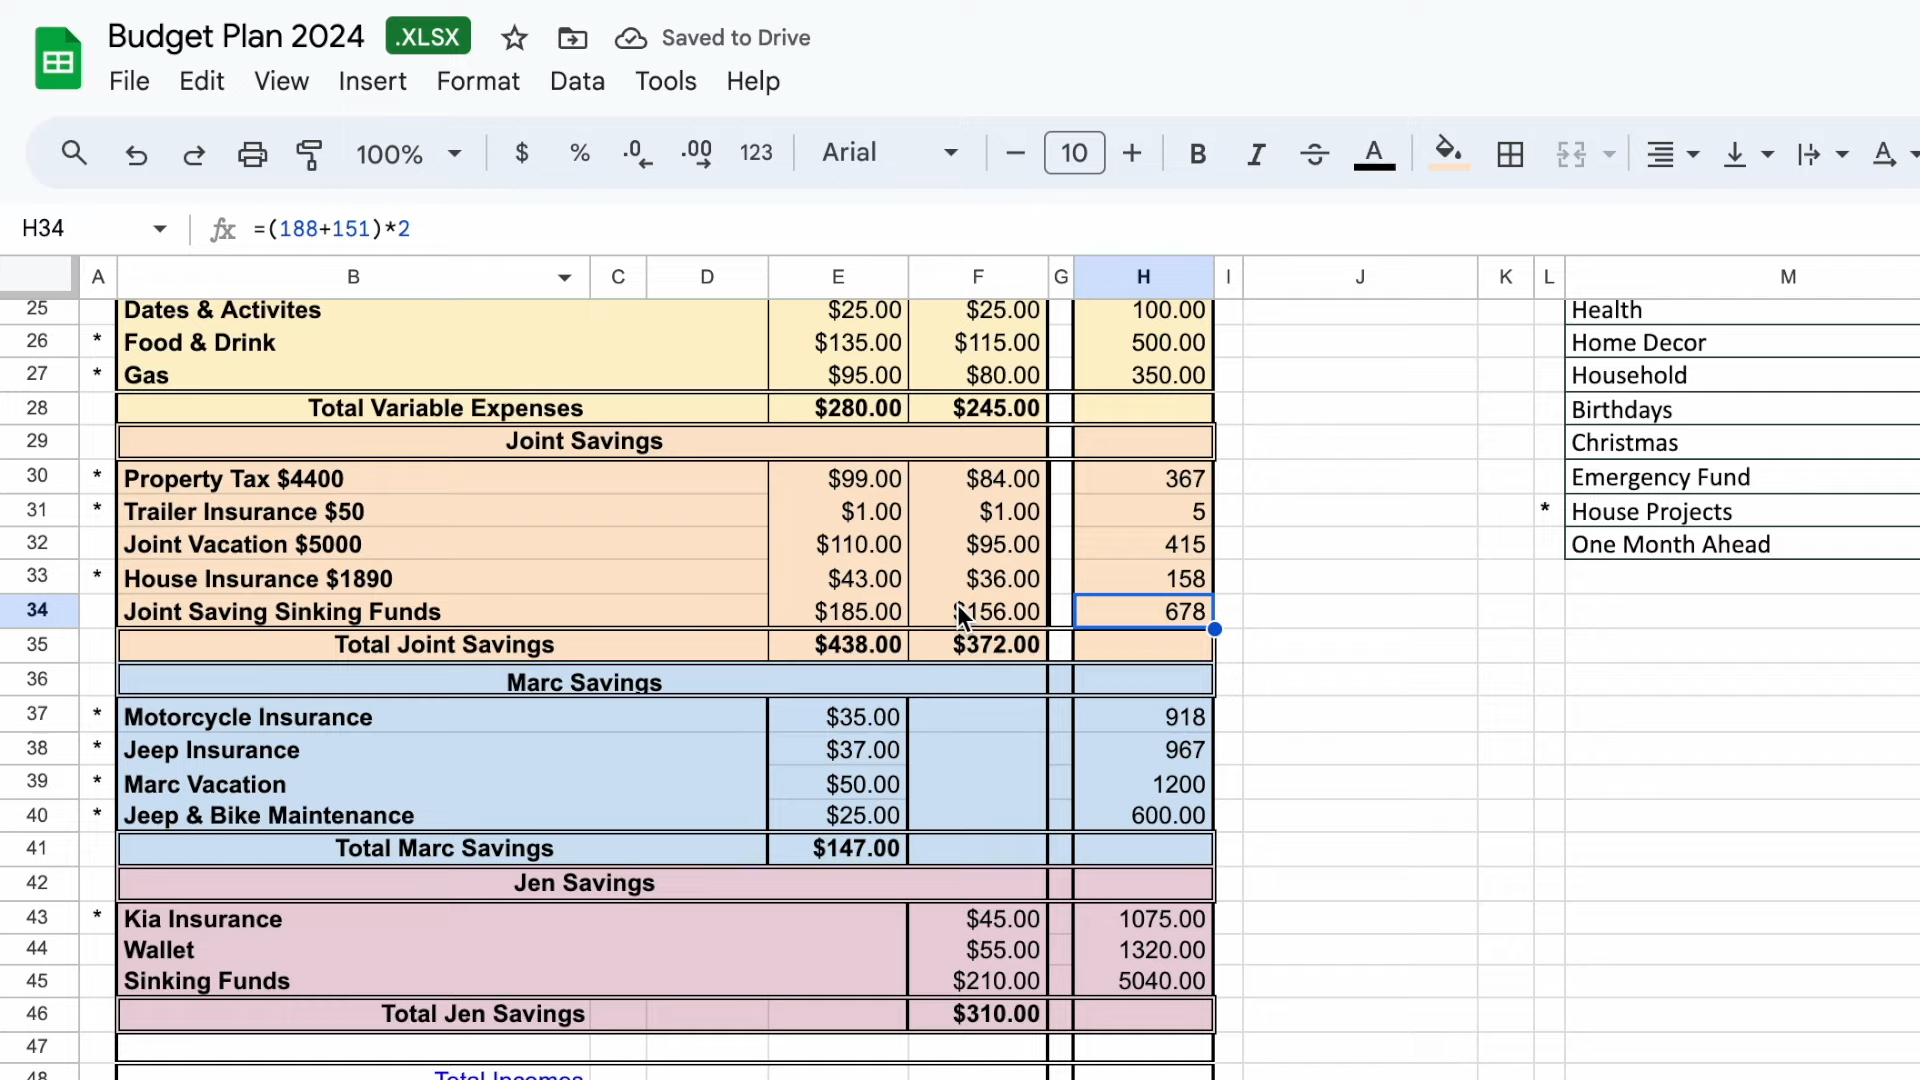 Budget Plan 2024 .XLSX Saved to Drive
File Edit View Insert Format Data Tools Help
100% $ % .0 .00 123 Arial 10 B I A A
H34 fx =(188+151)*2
A B C D E F G H I J K L M
25 Dates & Activites $25.00 $25.00 100.00 Health
26 * Food & Drink $135.00 $115.00 500.00 Home Decor
27 * Gas $95.00 $80.00 350.00 Household
28 Total Variable Expenses $280.00 $245.00 Birthdays
29 Joint Savings Christmas
30 * Property Tax $4400 $99.00 $84.00 367 Emergency Fund
31 * Trailer Insurance $50 $1.00 $1.00 5 * House Projects
32 Joint Vacation $5000 $110.00 $95.00 415 One Month Ahead
33 * House Insurance $1890 $43.00 $36.00 158
34 Joint Saving Sinking Funds $185.00 $156.00 678
35 Total Joint Savings $438.00 $372.00
36 Marc Savings
37 * Motorcycle Insurance $35.00 918
38 * Jeep Insurance $37.00 967
39 * Marc Vacation $50.00 1200
40 * Jeep & Bike Maintenance $25.00 600.00
41 Total Marc Savings $147.00
42 Jen Savings
43 * Kia Insurance $45.00 1075.00
44 Wallet $55.00 1320.00
45 Sinking Funds $210.00 5040.00
46 Total Jen Savings $310.00
47
48 Total Incomes